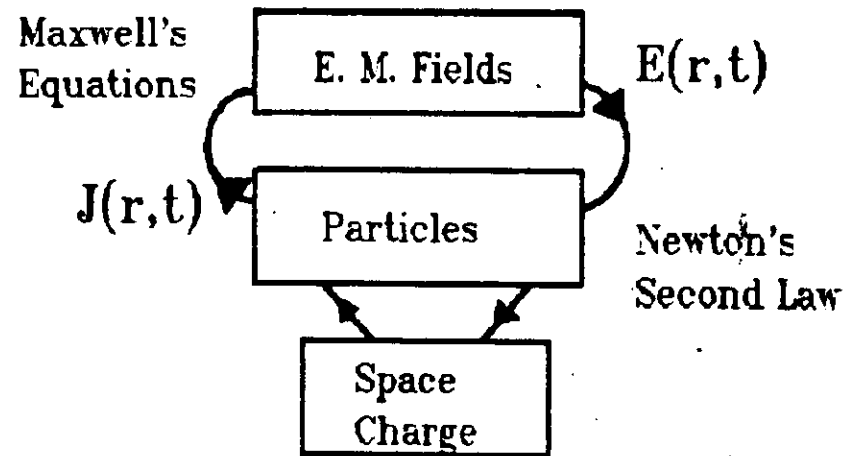 Maxwell's
Equations
E. M. Fields
E(r,t)
J(r,t)
Particles
Newton's
Second Law
Space
Charge